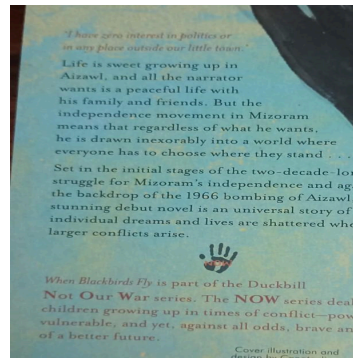 'I have zero interest in politics or
in any place outside our little town.'
Life is sweet growing up in
Aizawl, and all the narrator
wants is a peaceful life with
his family and friends. But the
independence movement in Mizoram
means that regardless of what he wants,
he is drawn inexorably into a world where
everyone has to choose where they stand . . .
Set in the initial stages of the two-decade-lon
struggle for Mizoram's independence and aga
the backdrop of the 1966 bombing of Aizawl
stunning debut novel is an universal story of
individual dreams and lives are shattered whe
larger conflicts arise.
When Blackbirds Fly is part of the Duckbill
Not Our War series. The NOW series deal
children growing up in times of conflict—pow
vulnerable, and yet, against all odds, brave an
of a better future.
Cover illustration and